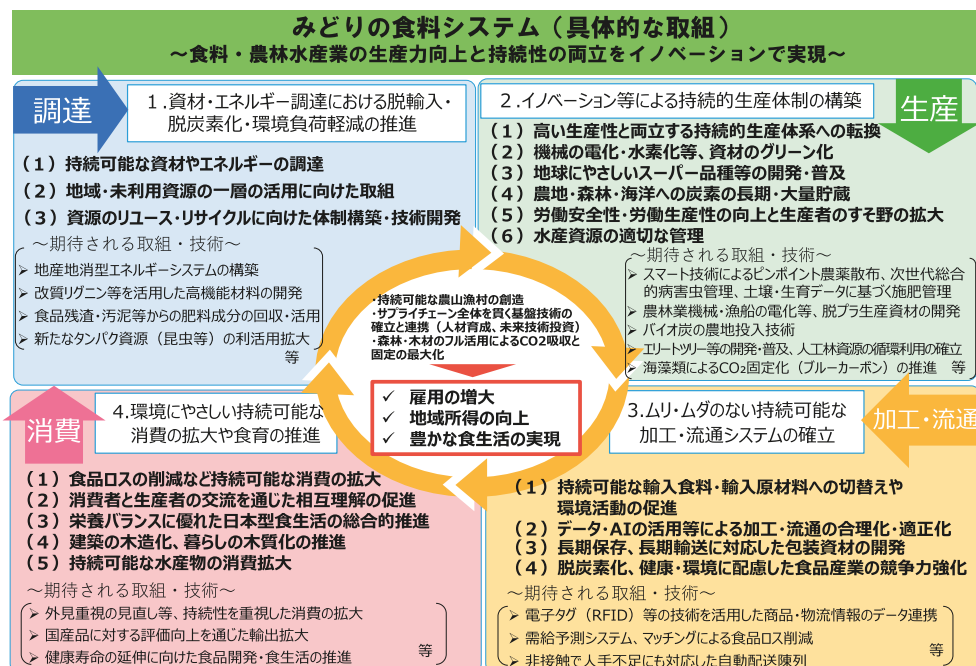 みどりの食料システム（具体的な取組）
～食料・農林水産業の生産力向上と持続性の両立をイノベーションで実現～
調達
１.資材・エネルギー調達における脱輸入・
脱炭素化・環境負荷軽減の推進
（１）持続可能な資材やエネルギーの調達
（２）地域・未利用資源の一層の活用に向けた取組
（３）資源のリユース・リサイクルに向けた体制構築・技術開発
～期待される取組・技術～
➢ 地産地消型エネルギーシステムの構築
➢ 改質リグニン等を活用した高機能材料の開発
➢ 食品残渣・汚泥等からの肥料成分の回収・活用
➢ 新たなタンパク資源（昆虫等）の利活用拡大
等
２.イノベーション等による持続的生産体制の構築
生産
（１）高い生産性と両立する持続的生産体系への転換
（２）機械の電化・水素化等、資材のグリーン化
（３）地球にやさしいスーパー品種等の開発・普及
（４）農地・森林・海洋への炭素の長期・大量貯蔵
（５）労働安全性・労働生産性の向上と生産者のすそ野の拡大
（６）水産資源の適切な管理
～期待される取組・技術～
➢ スマート技術によるピンポイント農薬散布、次世代総合
的病害虫管理、土壌・生育データに基づく施肥管理
➢ 農林業機械・漁船の電化等、脱プラ生産資材の開発
➢ バイオ炭の農地投入技術
➢ エリートツリー等の開発・普及、人工林資源の循環利用の確立
➢ 海藻類によるCO₂固定化（ブルーカーボン）の推進 等
・持続可能な農山漁村の創造
・サプライチェーン全体を貫く基盤技術の
確立と連携（人材育成、未来技術投資）
・森林・木材のフル活用によるCO2吸収と
固定の最大化
✓ 雇用の増大
✓ 地域所得の向上
✓ 豊かな食生活の実現
消費
４.環境にやさしい持続可能な
消費の拡大や食育の推進
（１）食品ロスの削減など持続可能な消費の拡大
（２）消費者と生産者の交流を通じた相互理解の促進
（３）栄養バランスに優れた日本型食生活の総合的推進
（４）建築の木造化、暮らしの木質化の推進
（５）持続可能な水産物の消費拡大
～期待される取組・技術～
➢ 外見重視の見直し等、持続性を重視した消費の拡大
➢ 国産品に対する評価向上を通じた輸出拡大
➢ 健康寿命の延伸に向けた食品開発・食生活の推進
等
３.ムリ・ムダのない持続可能な
加工・流通システムの確立
加工・流通
（１）持続可能な輸入食料・輸入原材料への切替えや
環境活動の促進
（２）データ・AIの活用等による加工・流通の合理化・適正化
（３）長期保存、長期輸送に対応した包装資材の開発
（４）脱炭素化、健康・環境に配慮した食品産業の競争力強化
～期待される取組・技術～
➢ 電子タグ（RFID）等の技術を活用した商品・物流情報のデータ連携
➢ 需給予測システム、マッチングによる食品ロス削減
➢ 非接触で人手不足にも対応した自動配送陳列
等